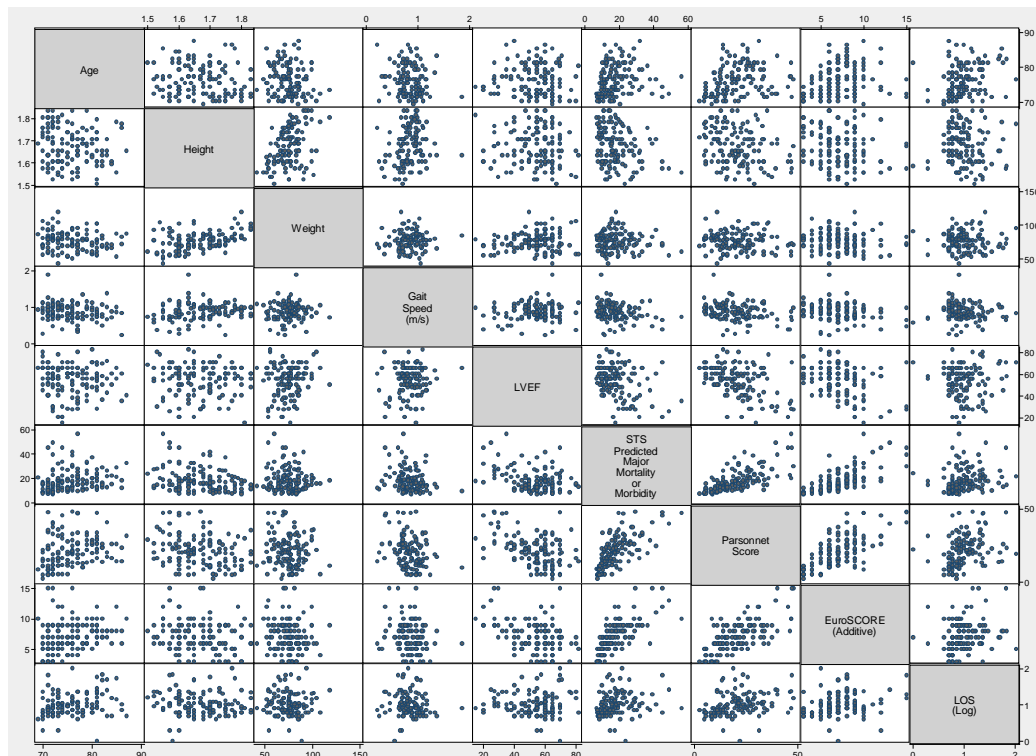 1.5 1.6 1.7 1.8
0 1 2
0 20 40 60
5 10 15
Age
90
80
70
1.8
1.6
1.5
Height
Weight
150
100
50
2
1
0
Gait
Speed
(m/s)
LVEF
80
60
40
20
60
40
20
0
STS
Predicted
Major
Mortality
or
Morbidity
Parsonnet
Score
50
0
15
10
5
EuroSCORE
(Additive)
LOS
(Log)
2
1
0
70 80 90
50 100 150
20 40 60 80
0 50
0 1 2